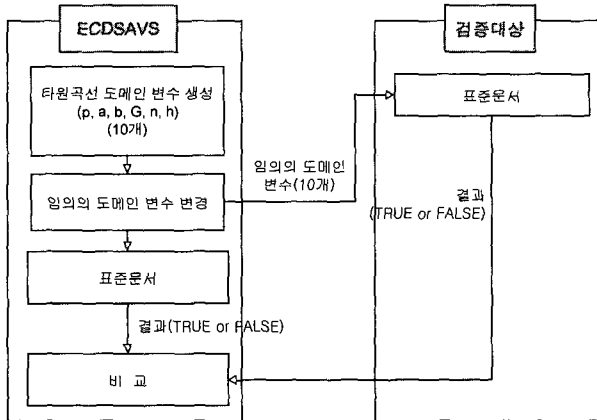 ECDSAVS
검증대상
타원곡선 도메인 변수 생성
(p, a, b, G, n, h)
(10개)
표준문서
임의의 도메인
변수(10개)
임의의 도메인 변수 변경
결과
(TRUE or FALSE)
표준문서
결과(TRUE or FALSE)
비 교